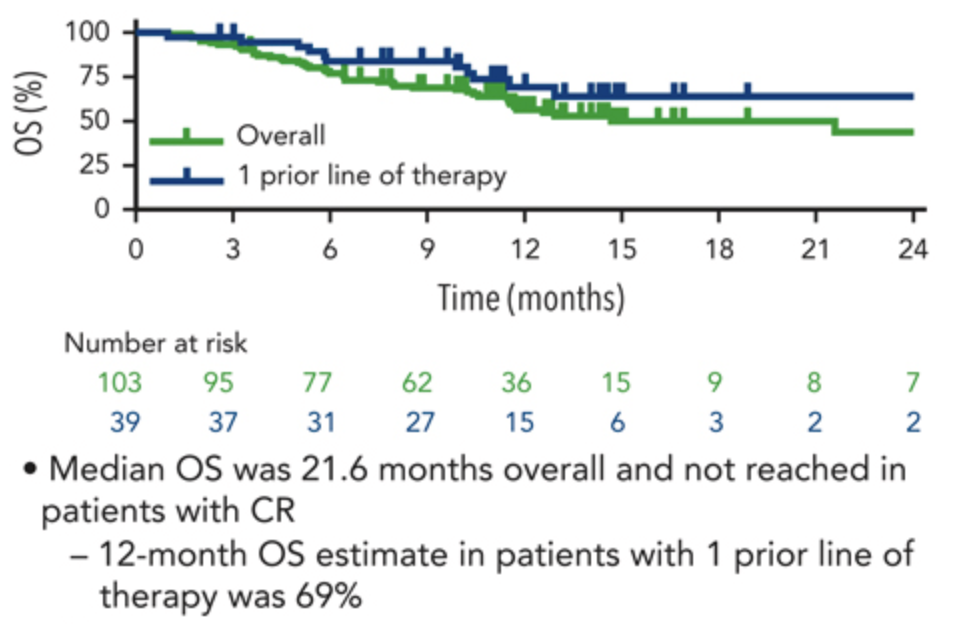 100
75
50
25
0
OS (%)
Overall
1 prior line of therapy
0 3 6 9 12 15 18 21 24
Time (months)
Number at risk
103 95 77 62 36 15 9 8 7
39 37 31 27 15 6 3 2 2
• Median OS was 21.6 months overall and not reached in
patients with CR
– 12-month OS estimate in patients with 1 prior line of
therapy was 69%